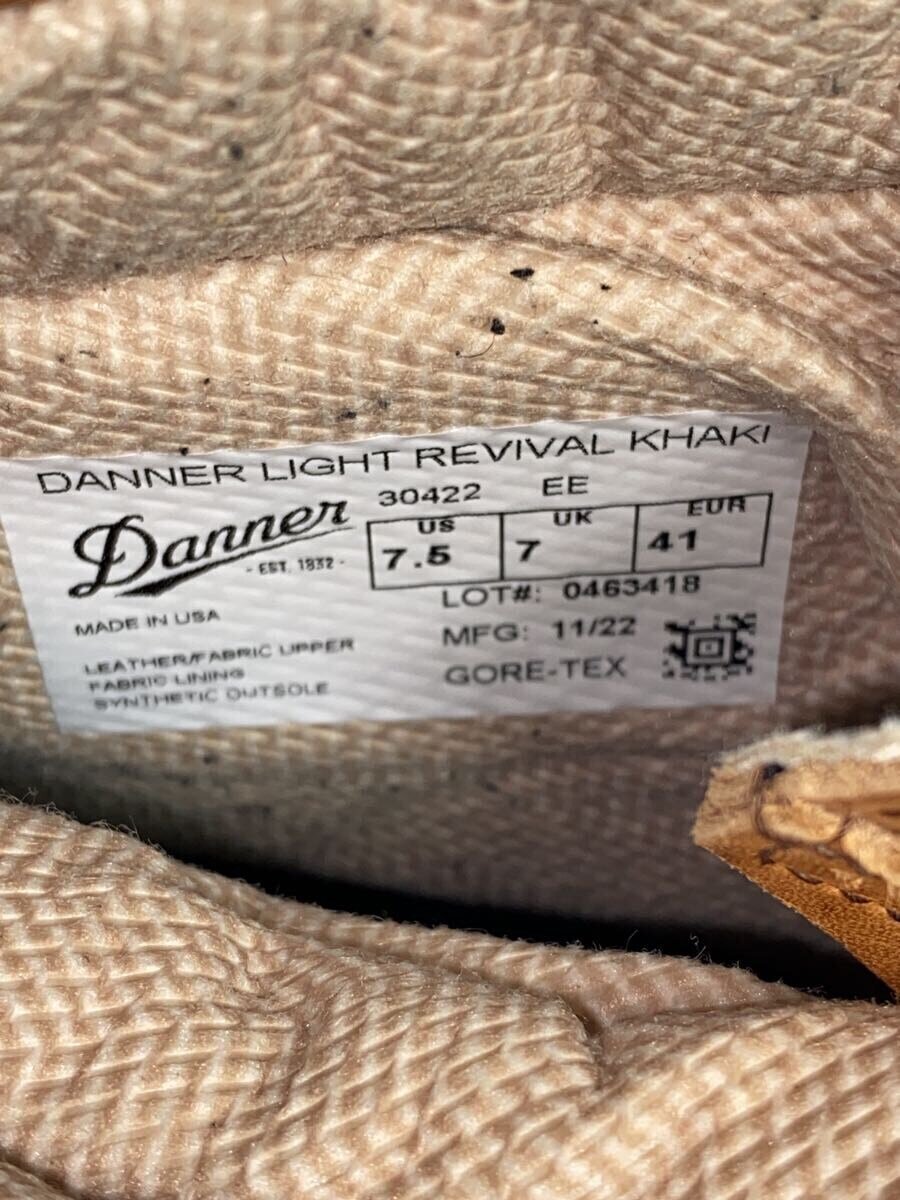 DANNER LIGHT REVIVAL KHAKI
30422 EE
Danner
- EST. 1832 -
US UK EUR
7.5 7 41
LOT#: 0463418
MADE IN USA
MFG: 11/22
LEATHER/FABRIC UPPER
GORE-TEX
FABRIC LINING
SYNTHETIC OUTSOLE